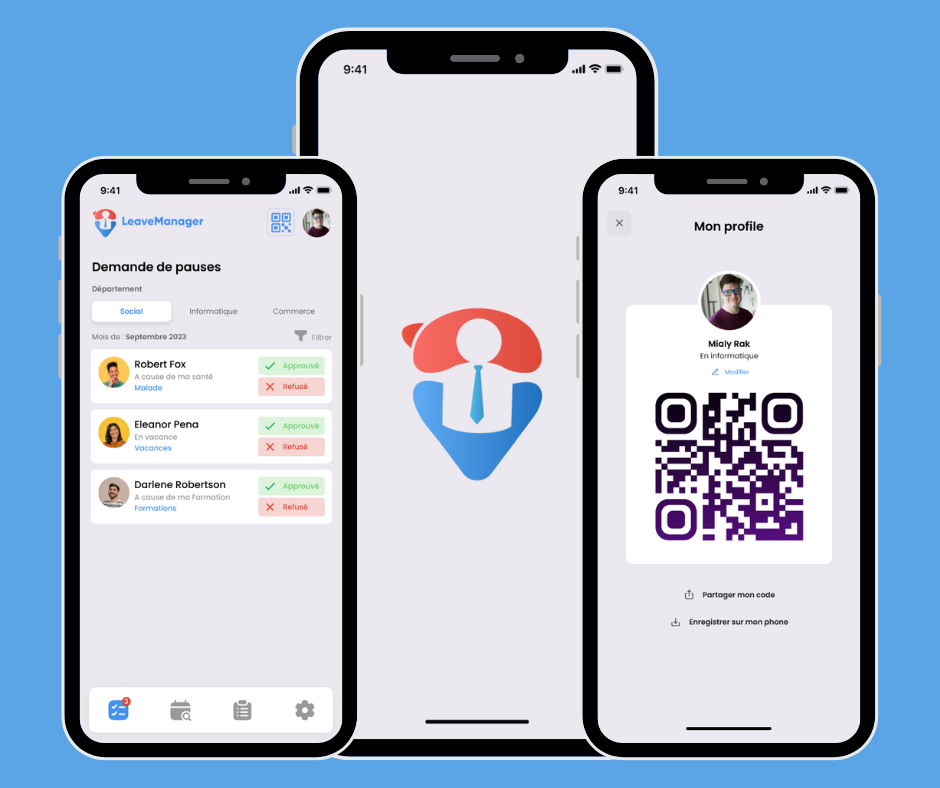 9:41
9:41
LeaveManager
Demande de pauses
Département
Social Informatique Commerce
Mois de : Septembre 2023 Filtrer
Robert Fox
A cause de ma santé
Malade
Approuvé
Refusé
Eleanor Pena
En vacance
Vacances
Approuvé
Refusé
Darlene Robertson
A cause de ma Formation
Formations
Approuvé
Refusé
3
9:41
Mon profile
Mialy Rak
En informatique
Modifier
Partager mon code
Enregistrer sur mon phone